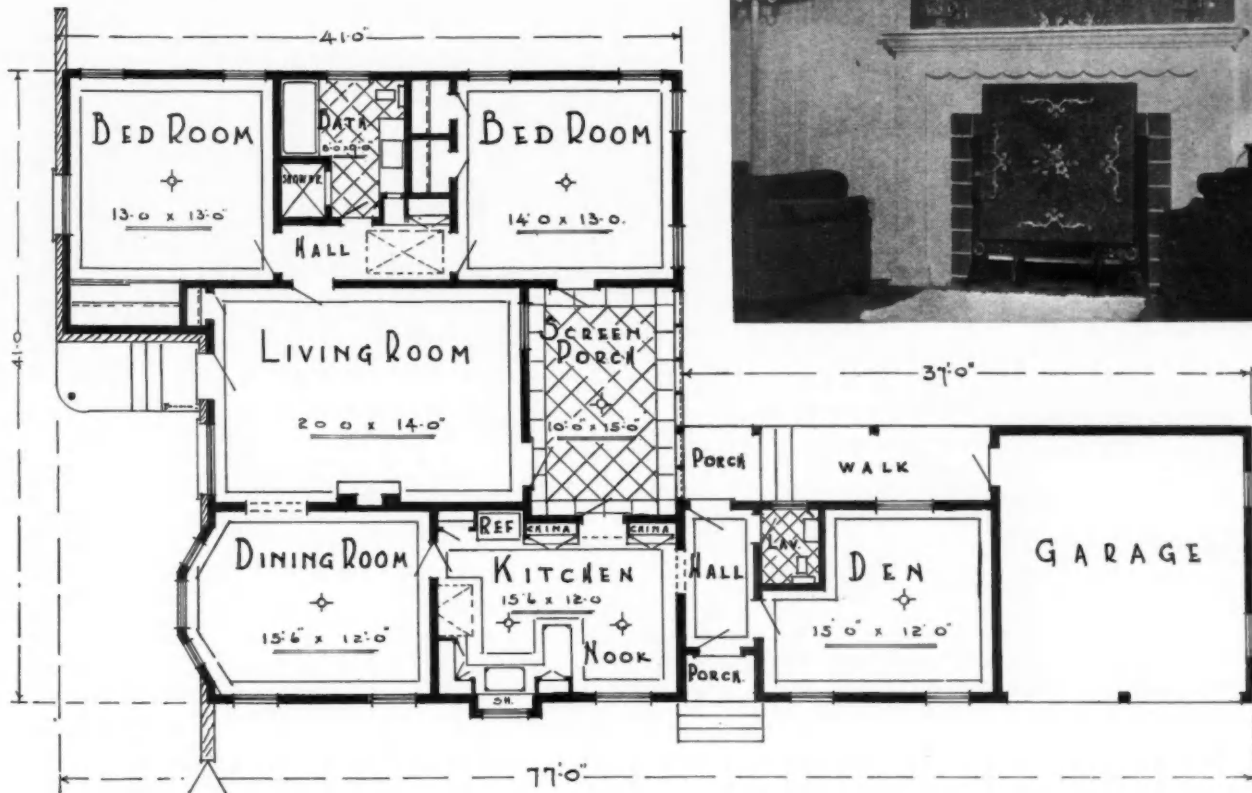 41'-0"
BED ROOM
13-0 x 13-0"
BATH
8-0x9-0
SHOWER
BED ROOM
14'0 x 13-0.
HALL
41-0
LIVING ROOM
20 0 x 14-0"
SCREEN
PORCH
10'-0" x 15-0"
37'-0"
PORCH
WALK
GARAGE
DINING ROOM
15'6" x 12'-0"
REF
CHINA
CHINA
KITCHEN
15'6 x 12-0
NOOK
SH.
HALL
LAV.
DEN
15'0" x 12'0"
PORCH.
77'-0"